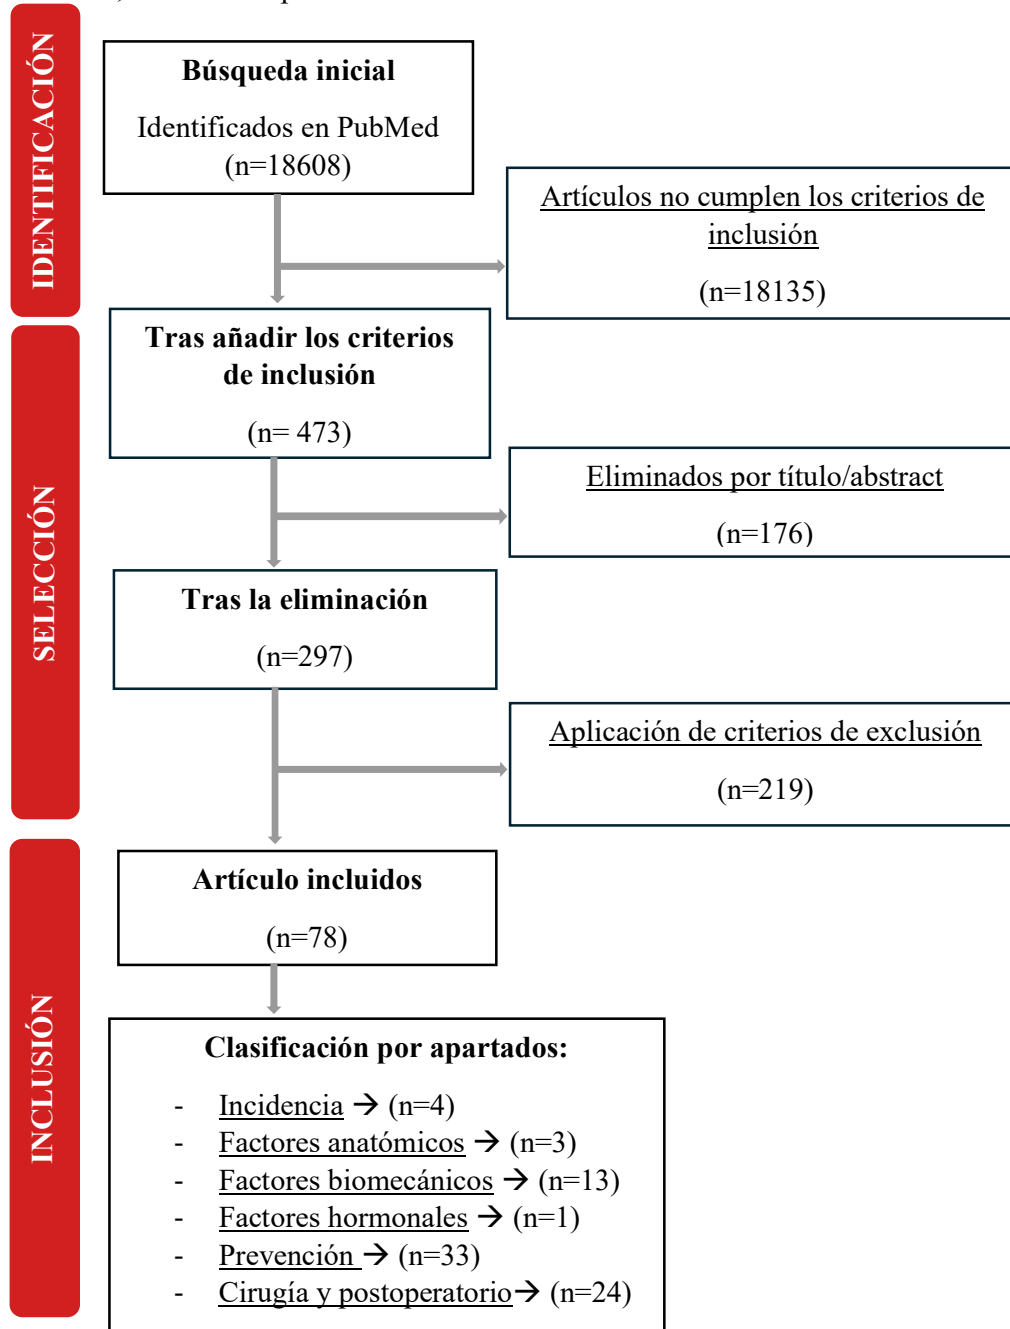 IDENTIFICACIÓN
Búsqueda inicial
Identificados en PubMed
(n=18608)
Artículos no cumplen los criterios de
inclusión
(n=18135)
SELECCIÓN
Tras añadir los criterios
de inclusión
(n= 473)
Eliminados por título/abstract
(n=176)
Tras la eliminación
(n=297)
Aplicación de criterios de exclusión
(n=219)
INCLUSIÓN
Artículo incluidos
(n=78)
Clasificación por apartados:
- Incidencia → (n=4)
- Factores anatómicos → (n=3)
- Factores biomecánicos → (n=13)
- Factores hormonales → (n=1)
- Prevención → (n=33)
- Cirugía y postoperatorio→ (n=24)